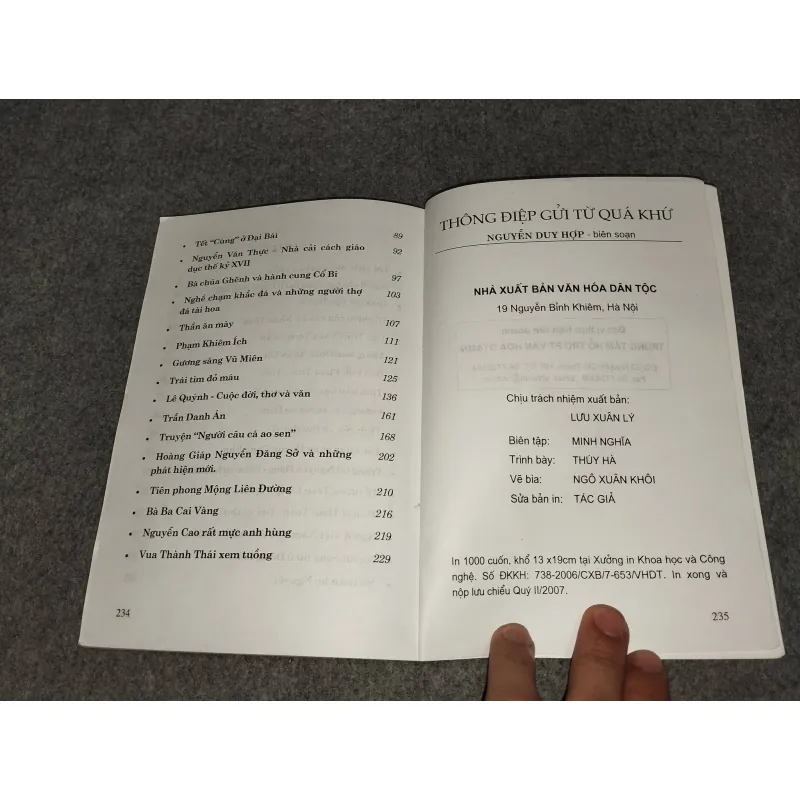 • Tết "Cùng" ở Đại Bái 89
• Nguyễn Văn Thực - Nhà cải cách giáo 92
dục thế kỷ XVII
• Bà chúa Ghênh và hành cung Cổ Bi 97
• Nghề chạm khắc đá và những người thợ 103
đá tài hoa
• Thần ăn mày 107
• Phạm Khiêm Ích 111
• Gương sáng Vũ Miên 121
• Trái tim đỏ máu 125
• Lê Quýnh - Cuộc đời, thơ và văn 136
• Trần Danh Án 161
• Truyện "Người câu cá ao sen" 168
• Hoàng Giáp Nguyễn Đăng Sở và những 202
phát hiện mới.
• Tiên phong Mộng Liên Đường 210
• Bà Ba Cai Vàng 216
• Nguyễn Cao rất mực anh hùng 219
• Vua Thành Thái xem tuồng 229
234
THÔNG ĐIỆP GỬI TỪ QUÁ KHỨ
NGUYỄN DUY HỢP - biên soạn
NHÀ XUẤT BẢN VĂN HÓA DÂN TỘC
19 Nguyễn Bỉnh Khiêm, Hà Nội
Chịu trách nhiệm xuất bản:
LƯU XUÂN LÝ
Biên tập: MINH NGHĨA
Trình bày: THÚY HÀ
Vẽ bìa: NGÔ XUÂN KHÔI
Sửa bản in: TÁC GIẢ
In 1000 cuốn, khổ 13 x19cm tại Xưởng in Khoa học và Công
nghệ. Số ĐKKH: 738-2006/CXB/7-653/VHDT. In xong và
nộp lưu chiểu Quý II/2007.
235